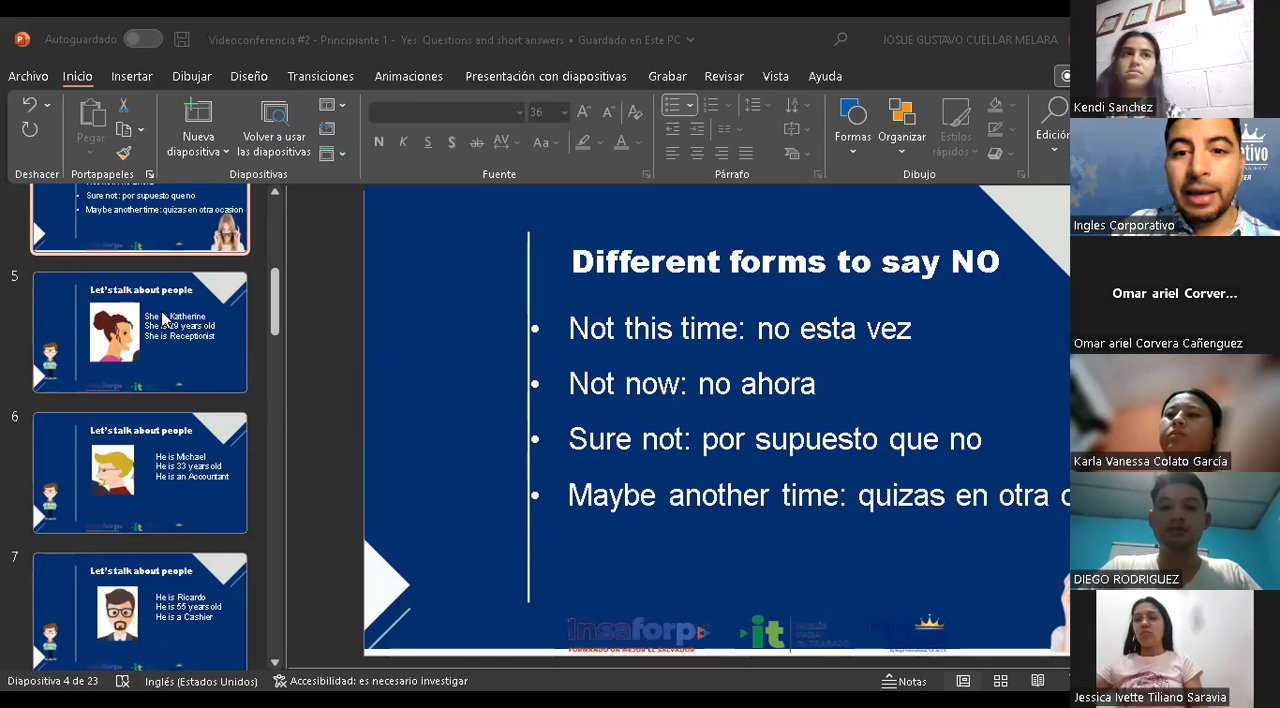 Autoguardado
Videoconferencia #2 - Principiante 1 - Yes Questions and short answers • Guardado en Este PC
JOSUE GUSTAVO CUELLAR MELARA
Archivo Inicio Insertar Dibujar Diseño Transiciones Animaciones Presentación con diapositivas Grabar Revisar Vista Ayuda
Pegar
Nueva diapositiva
Volver a usar las diapositivas
36
Formas
Organizar
Estilos rápidos
Edición
Deshacer Portapapeles Diapositivas Fuente Párrafo Dibujo
Sure not: por supuesto que no
Maybe another time: quizas en otra ocasion
5
Let's talk about people
She Katherine
She is 29 years old
She is Receptionist
6
Let's talk about people
He is Michael
He is 33 years old
He is an Accountant
7
Let's talk about people
He is Ricardo
He is 55 years old
He is a Cashier
Different forms to say NO
• Not this time: no esta vez
• Not now: no ahora
• Sure not: por supuesto que no
• Maybe another time: quizas en otra
Insaforp
FORMANDO UN MEJOR EL SALVADOR
it
INGLÉS
PARA
EL TRABAJO
Diapositiva 4 de 23
Inglés (Estados Unidos)
Accesibilidad: es necesario investigar
Notas
Kendi Sanchez
Ingles Corporativo
Omar ariel Corver...
Omar ariel Corvera Cañenguez
Karla Vanessa Colato García
DIEGO RODRIGUEZ
Jessica Ivette Tiliano Saravia